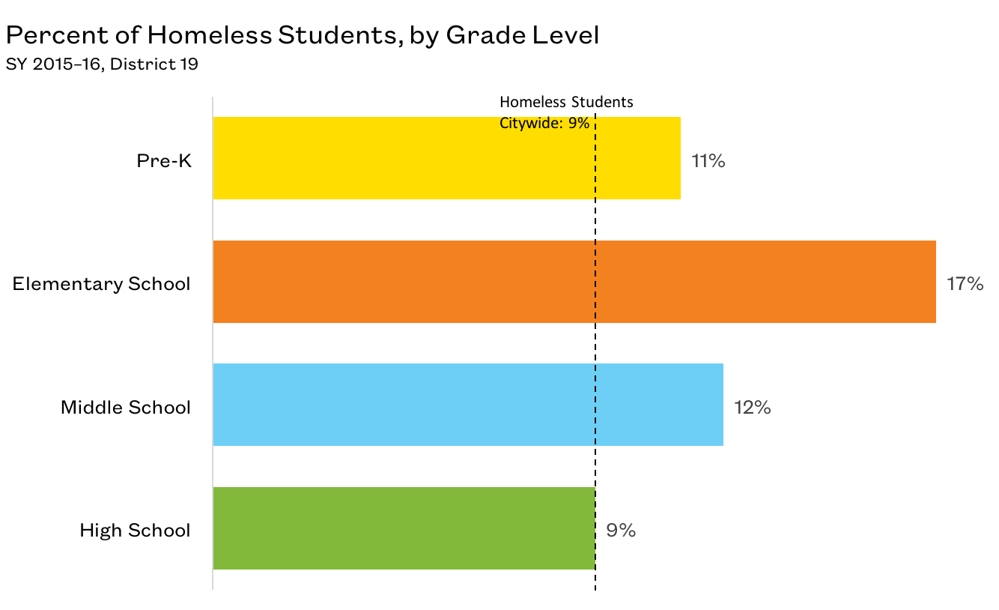 Percent of Homeless Students, by Grade Level
SY 2015–16, District 19
Homeless Students
Citywide: 9%
Pre-K
11%
Elementary School
17%
Middle School
12%
High School
9%